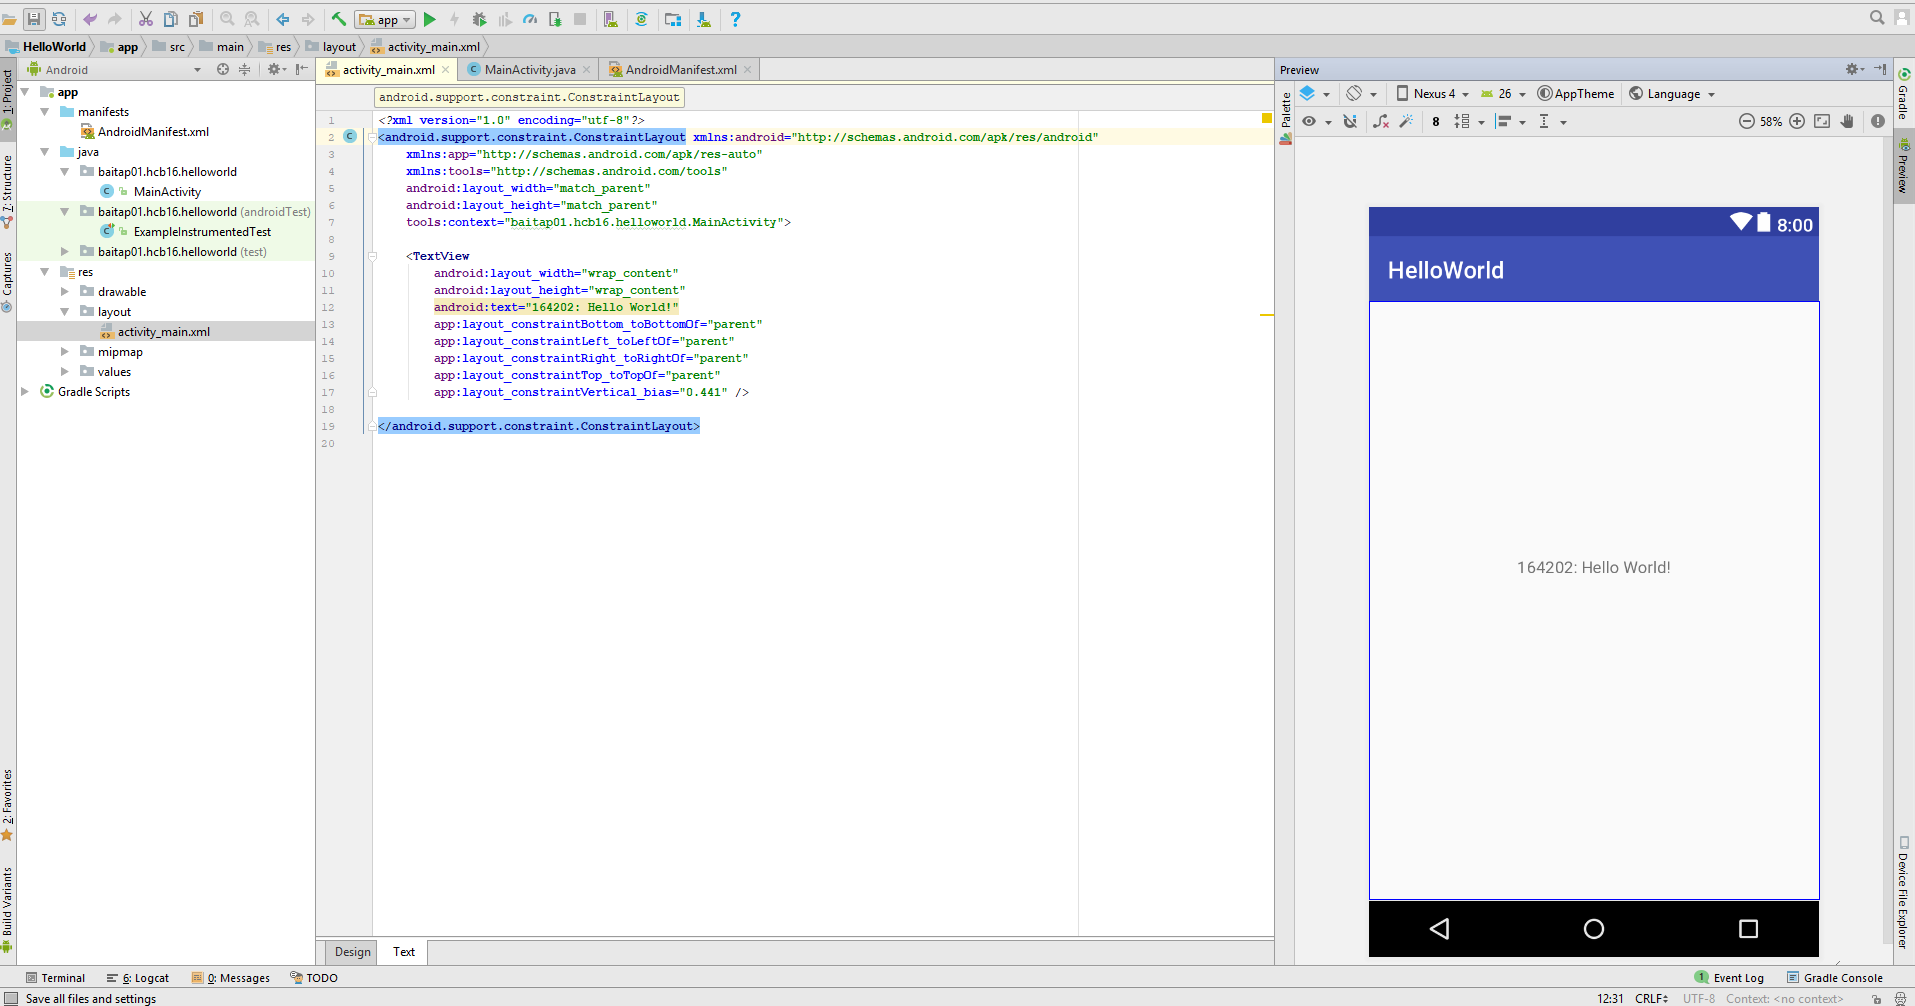 app
HelloWorld app src main res layout activity_main.xml
1: Project
7: Structure
Captures
2: Favorites
Build Variants
Android
app
manifests
AndroidManifest.xml
java
baitap01.hcb16.helloworld
MainActivity
baitap01.hcb16.helloworld (androidTest)
ExampleInstrumentedTest
baitap01.hcb16.helloworld (test)
res
drawable
layout
activity_main.xml
mipmap
values
Gradle Scripts
activity_main.xml MainActivity.java AndroidManifest.xml
android.support.constraint.ConstraintLayout
1 <?xml version="1.0" encoding="utf-8"?>
2 <android.support.constraint.ConstraintLayout xmlns:android="http://schemas.android.com/apk/res/android"
3 xmlns:app="http://schemas.android.com/apk/res-auto"
4 xmlns:tools="http://schemas.android.com/tools"
5 android:layout_width="match_parent"
6 android:layout_height="match_parent"
7 tools:context="baitap01.hcb16.helloworld.MainActivity">
8
9 <TextView
10 android:layout_width="wrap_content"
11 android:layout_height="wrap_content"
12 android:text="164202: Hello World!"
13 app:layout_constraintBottom_toBottomOf="parent"
14 app:layout_constraintLeft_toLeftOf="parent"
15 app:layout_constraintRight_toRightOf="parent"
16 app:layout_constraintTop_toTopOf="parent"
17 app:layout_constraintVertical_bias="0.441" />
18
19 </android.support.constraint.ConstraintLayout>
20
Design Text
Preview
Palette
Nexus 4 26 AppTheme Language
8 58%
8:00
HelloWorld
164202: Hello World!
Gradle
Preview
Device File Explorer
Terminal 6: Logcat 0: Messages TODO
1 Event Log Gradle Console
Save all files and settings
12:31 CRLF UTF-8 Context: <no context>